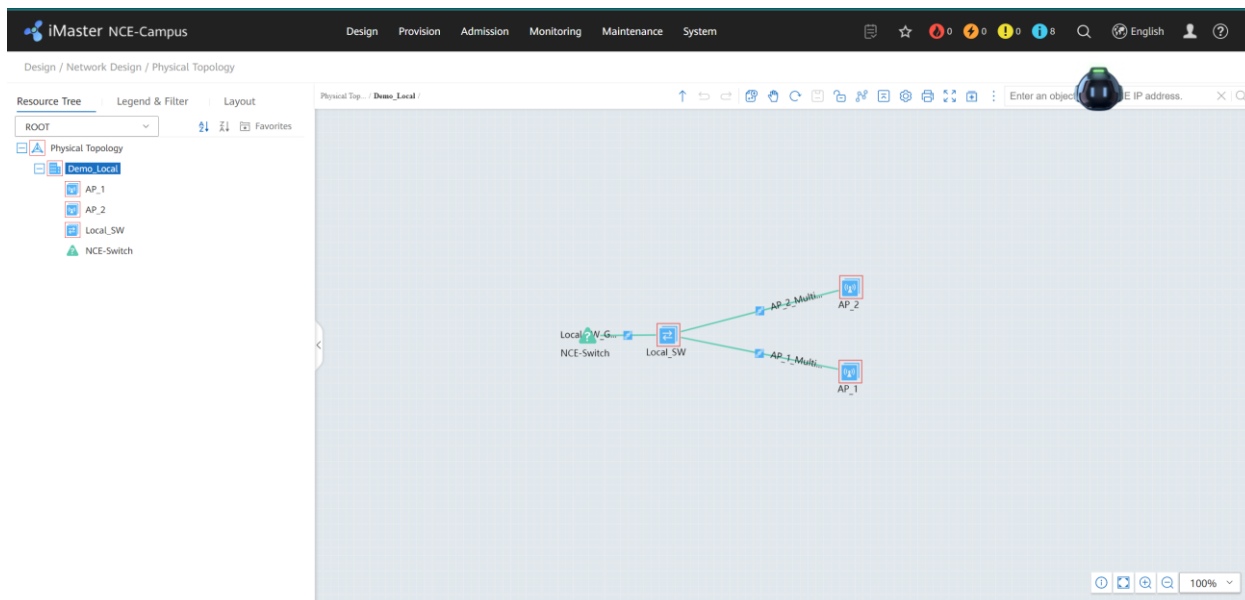 iMaster NCE-Campus
Design Provision Admission Monitoring Maintenance System
0 0 0 8 English
Design / Network Design / Physical Topology
Resource Tree Legend & Filter Layout
ROOT Favorites
Physical Topology
Demo_Local
AP_1
AP_2
Local_SW
NCE-Switch
Physical Top... / Demo_Local /
Enter an object E IP address.
AP_2_Multi...
AP_2
Local W_G...
NCE-Switch
Local_SW
AP_1_Multi...
AP_1
100%